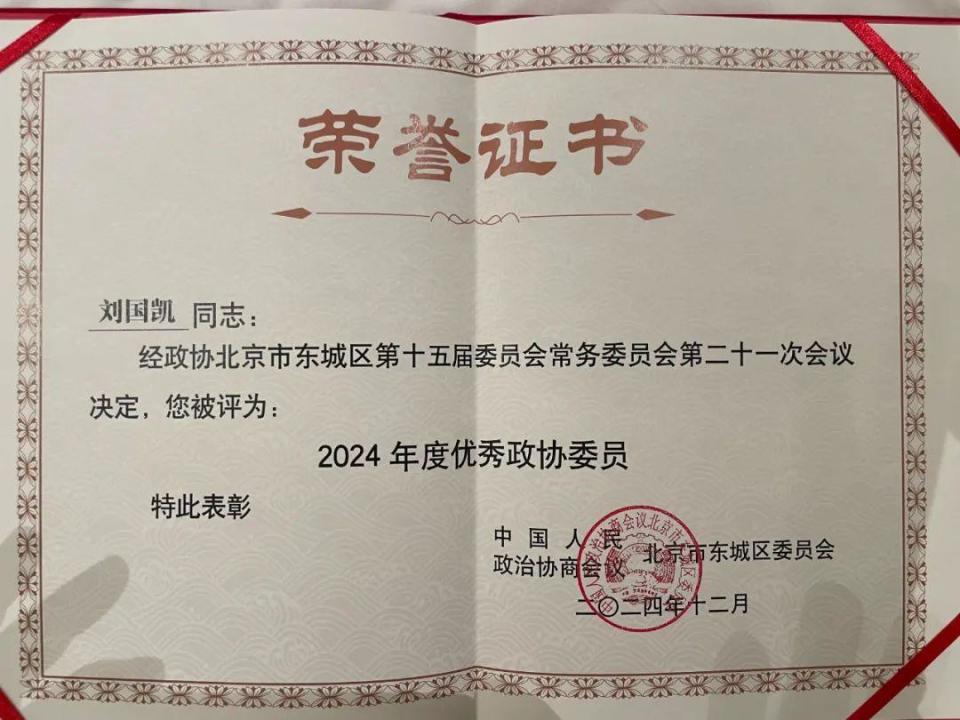 荣誉证书
刘国凯 同志：
经政协北京市东城区第十五届委员会常务委员会第二十一次会议
决定，您被评为：
2024 年度优秀政协委员
特此表彰
中国人民
政治协商会议 北京市东城区委员会
二〇二四年十二月